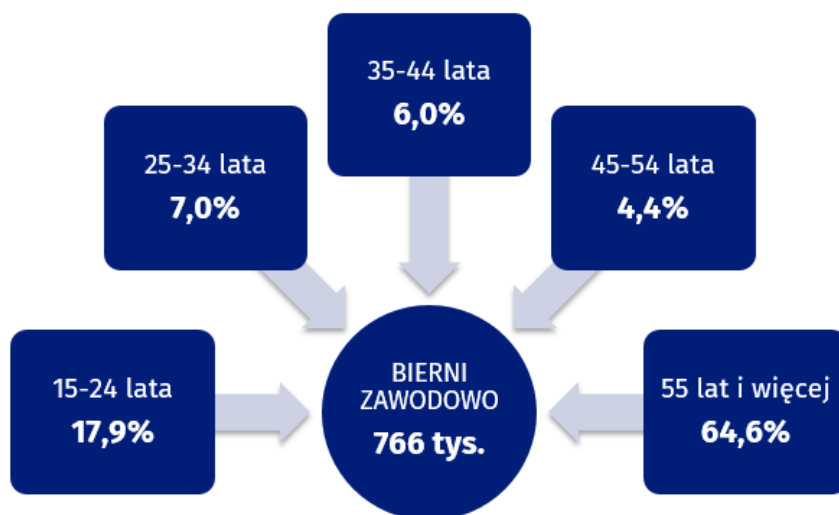 35-44 lata
6,0%
25-34 lata
7,0%
45-54 lata
4,4%
15-24 lata
17,9%
BIERNI
ZAWODOWO
766 tys.
55 lat i więcej
64,6%